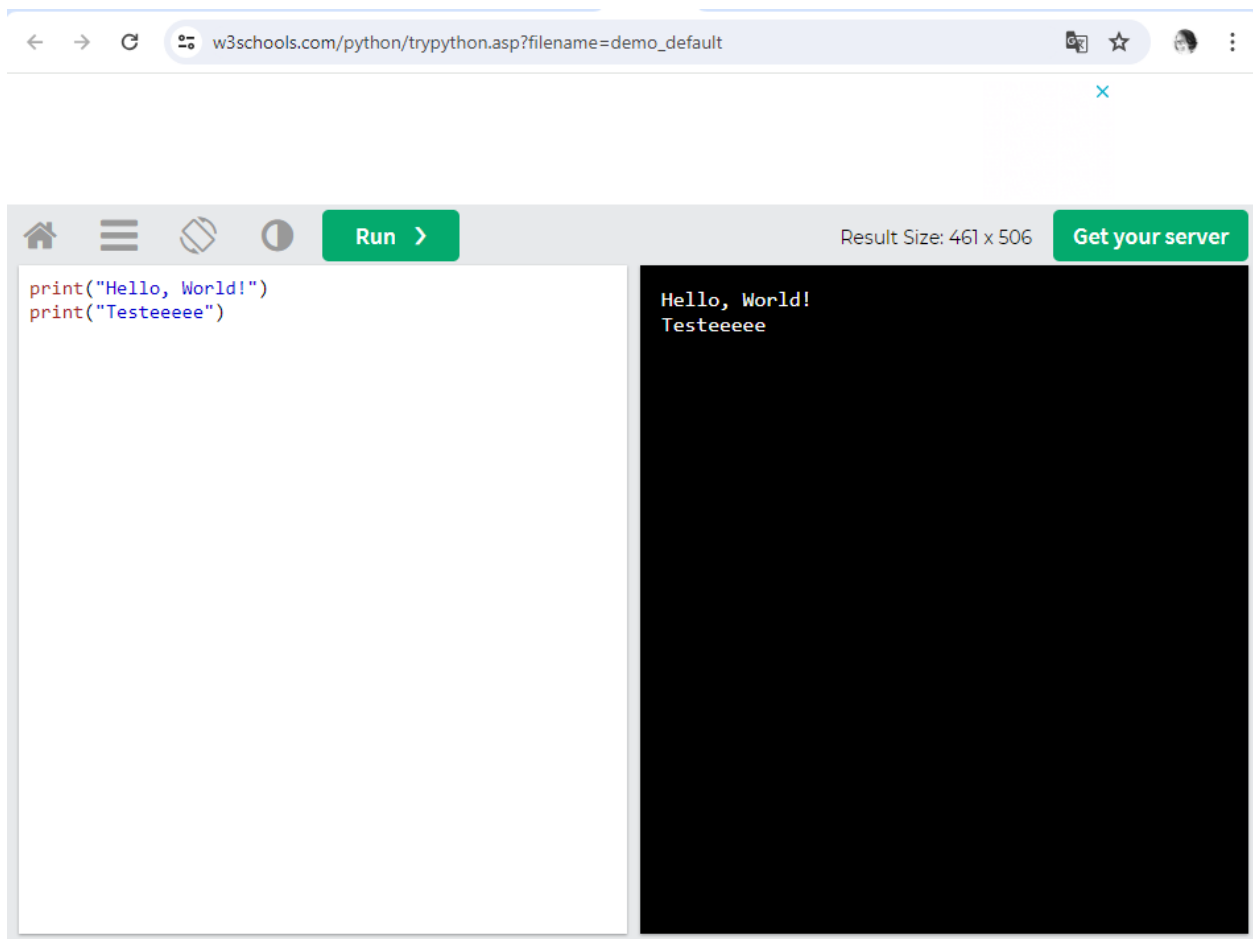 w3schools.com/python/trypython.asp?filename=demo_default
Run
Result Size: 461 x 506
Get your server
print("Hello, World!")
print("Testeeeee")
Hello, World!
Testeeeee